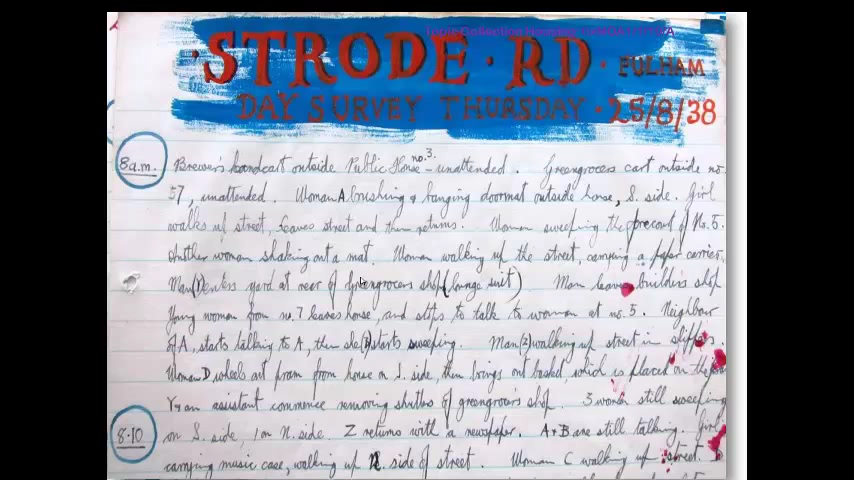 STRODE · RD · FULHAM
DAY SURVEY THURSDAY · 25/8/38
8 a.m. Brewer's handcart outside Public House no. 3. – unattended. Greengrocers cart outside no.
57, unattended. Woman A brushing & banging doormat outside house, S. side. Girl
walks up street, leaves street and then returns. Woman sweeping the precourt of No. 5.
Another woman shaking out a mat. Woman walking up the street, carrying a paper carrier.
Man (1) enters yard at rear of Greengrocers shop (lounge suit) Man leaves builders shop
Young woman from no. 7 leaves house, and stops to talk to woman at no. 5. Neighbour
of A, starts talking to A, then she (B) starts sweeping. Man (2) walking up street in slippers.
Woman D wheels out pram from house on S. side, then brings out basket, which is placed on the pram
Y & an assistant commence removing shutters of greengrocer's shop. 3 women still sweeping
8.10 on S. side, 1 on N. side. Z returns with a newspaper. A + B are still talking. Girl
carrying music case, walking up N. side of street. Woman C walking up street.